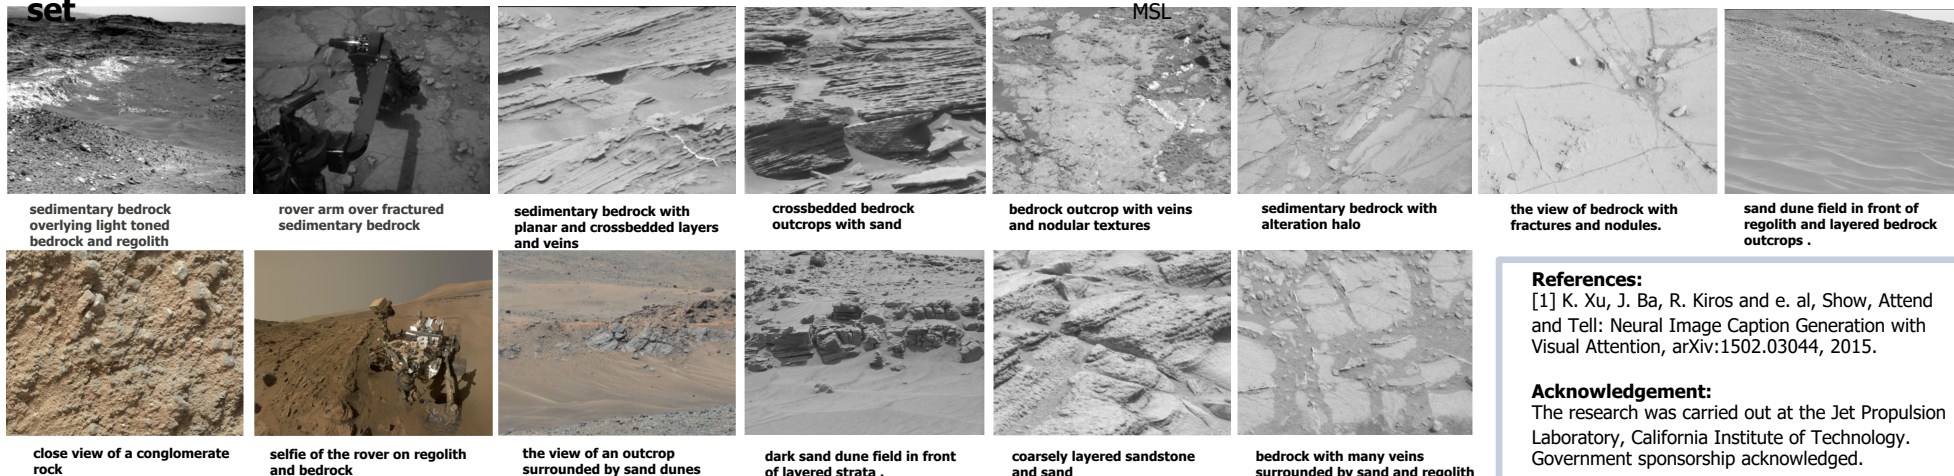 set
MSL
sedimentary bedrock
overlying light toned
bedrock and regolith
rover arm over fractured
sedimentary bedrock
sedimentary bedrock with
planar and crossbedded layers
and veins
crossbedded bedrock
outcrops with sand
bedrock outcrop with veins
and nodular textures
sedimentary bedrock with
alteration halo
the view of bedrock with
fractures and nodules.
sand dune field in front of
regolith and layered bedrock
outcrops .
close view of a conglomerate
rock
selfie of the rover on regolith
and bedrock
the view of an outcrop
surrounded by sand dunes
dark sand dune field in front
of layered strata .
coarsely layered sandstone
and sand
bedrock with many veins
surrounded by sand and regolith
References:
[1] K. Xu, J. Ba, R. Kiros and e. al, Show, Attend
and Tell: Neural Image Caption Generation with
Visual Attention, arXiv:1502.03044, 2015.
Acknowledgement:
The research was carried out at the Jet Propulsion
Laboratory, California Institute of Technology.
Government sponsorship acknowledged.